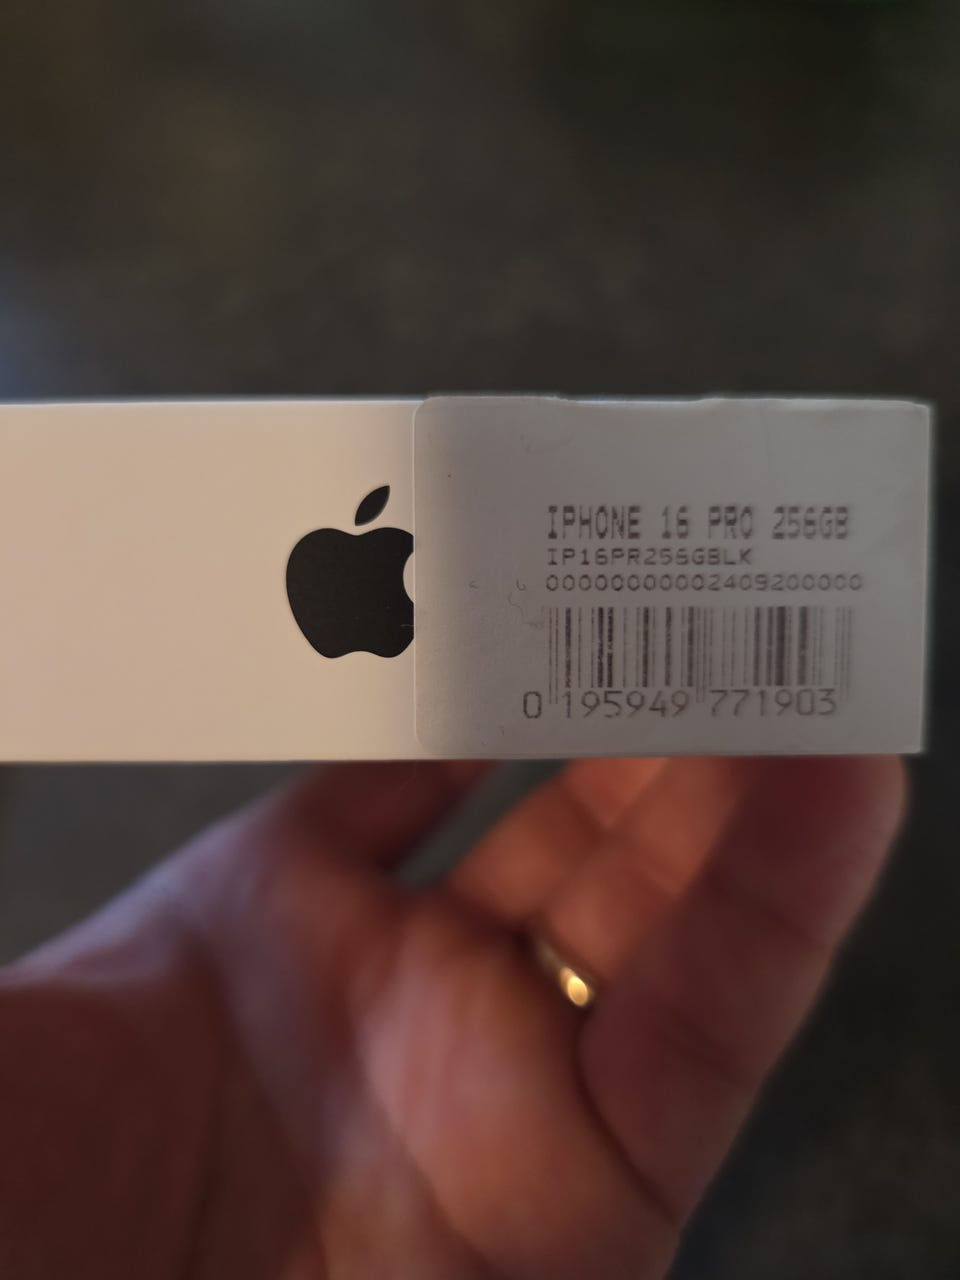 IPHONE 16 PRO 256GB
IP16PR256GBLK
00000000002409200000
0 195949 771903